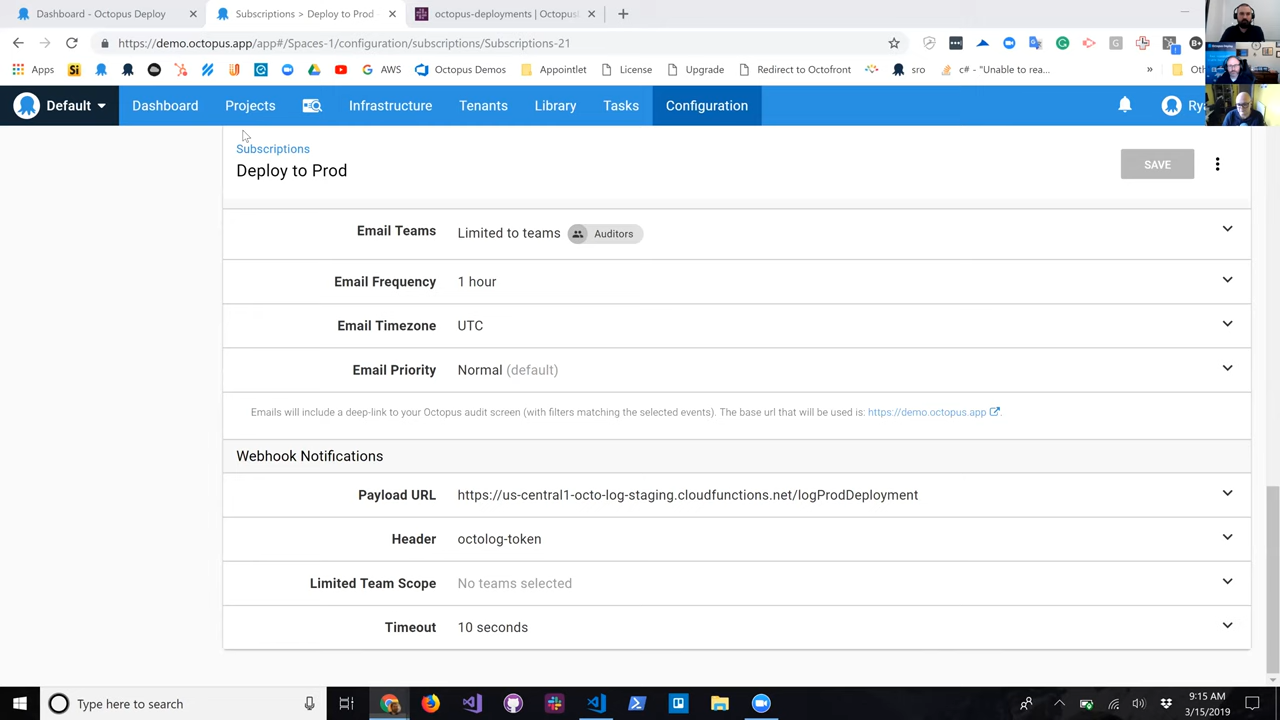 Dashboard - Octopus Deploy
Subscriptions > Deploy to Prod
octopus-deployments | Octopus
https://demo.octopus.app/app#/Spaces-1/configuration/subscriptions/Subscriptions-21
Apps
AWS
Octopus Demos
AppOutlet
License
Upgrade
Redirect to Octofront
sro
c# - "Unable to rea...
»
Default
Dashboard
Projects
Infrastructure
Tenants
Library
Tasks
Configuration
Subscriptions
Deploy to Prod
SAVE
Email Teams
Limited to teams
Auditors
Email Frequency
1 hour
Email Timezone
UTC
Email Priority
Normal (default)
Emails will include a deep-link to your Octopus audit screen (with filters matching the selected events). The base url that will be used is: https://demo.octopus.app.
Webhook Notifications
Payload URL
https://us-central1-octo-log-staging.cloudfunctions.net/logProdDeployment
Header
octolog-token
Limited Team Scope
No teams selected
Timeout
10 seconds
Type here to search
9:15 AM
3/15/2019